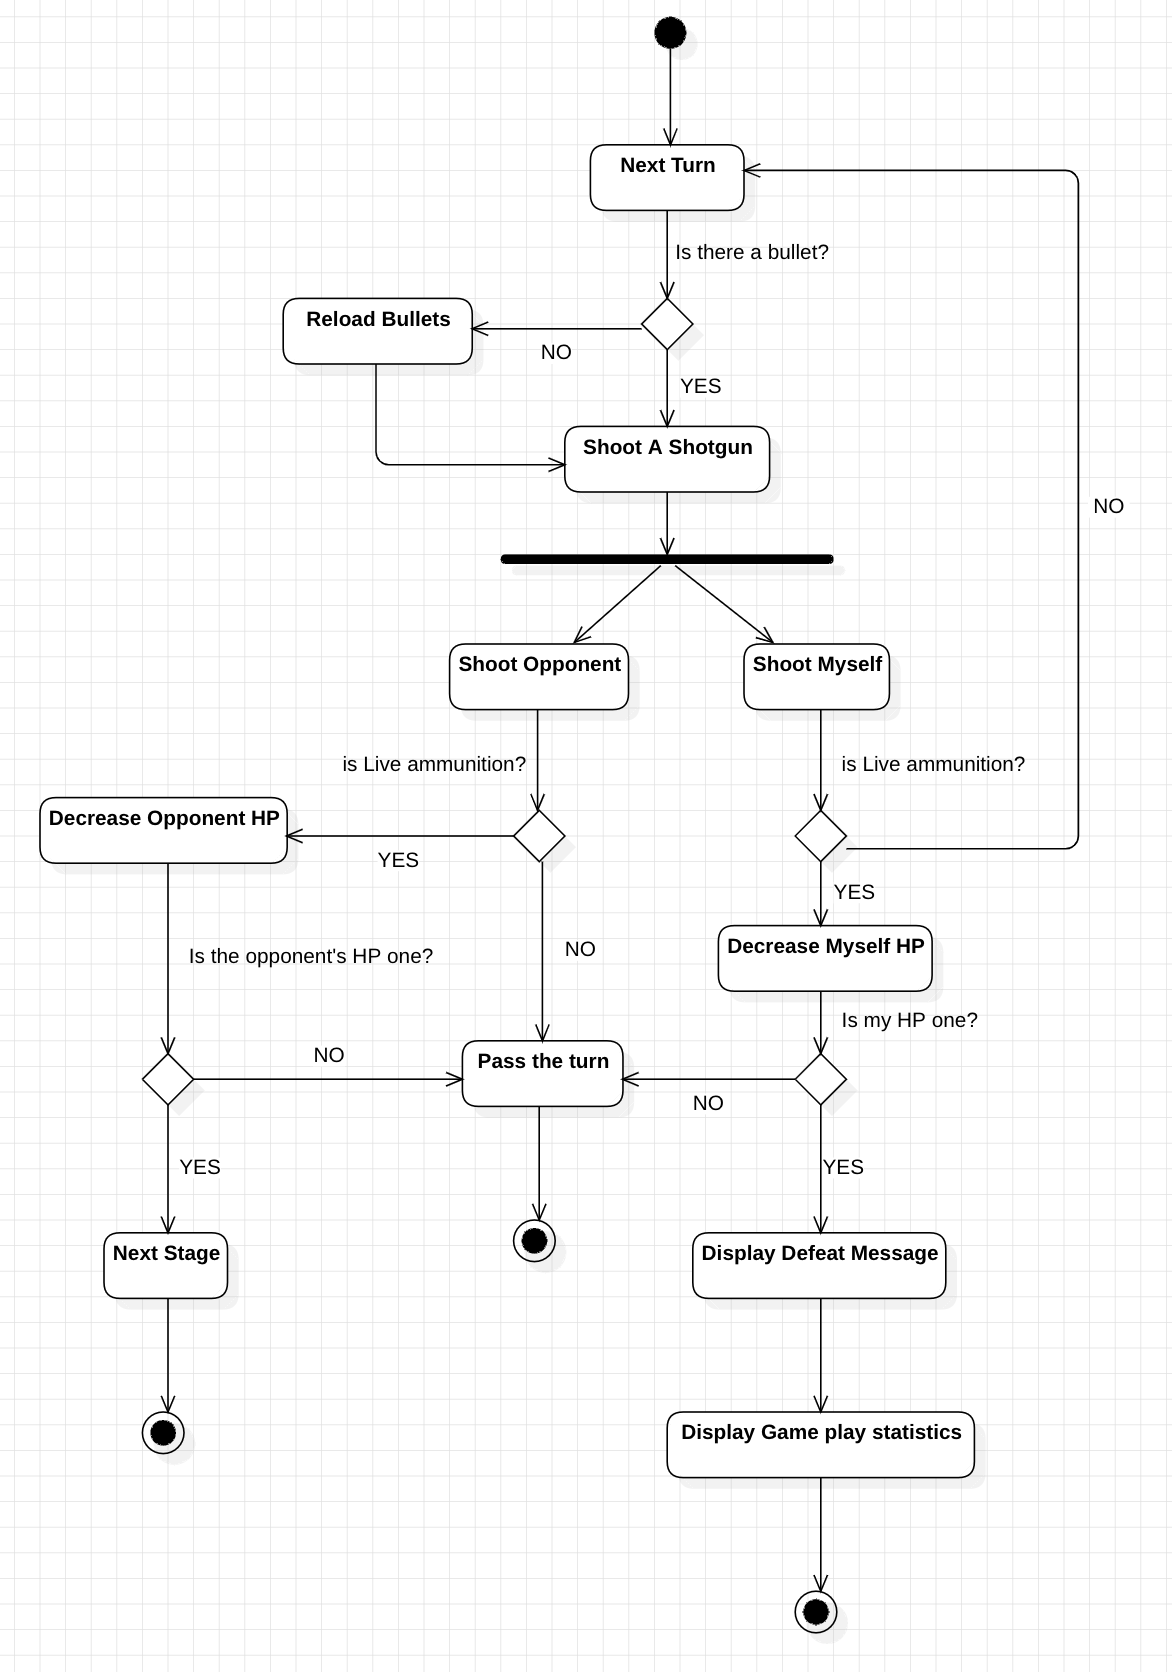 Next Turn
Is there a bullet?
Reload Bullets
NO
YES
Shoot A Shotgun
NO
Shoot Opponent
Shoot Myself
is Live ammunition?
is Live ammunition?
Decrease Opponent HP
YES
YES
NO
Decrease Myself HP
Is the opponent's HP one?
Is my HP one?
NO
Pass the turn
NO
YES
YES
Next Stage
Display Defeat Message
Display Game play statistics